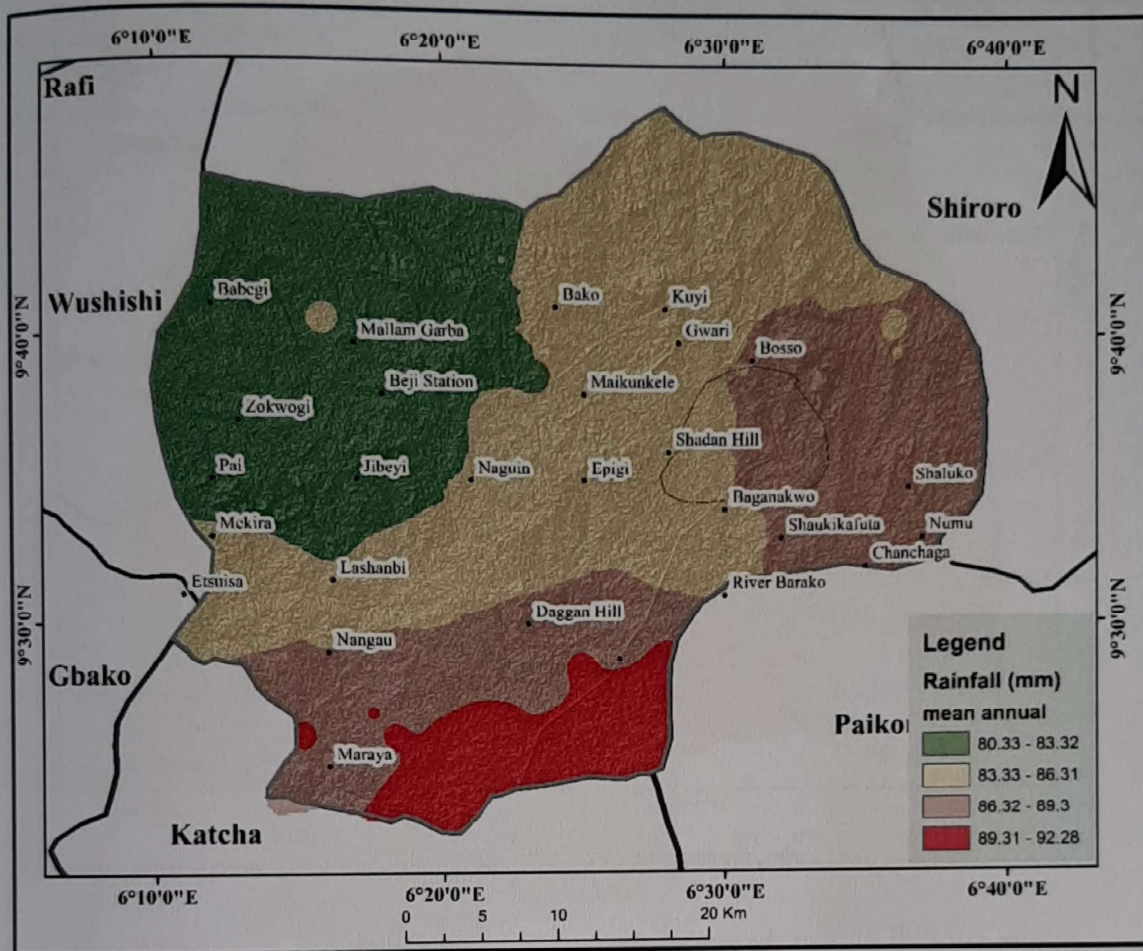 6°10'0"E
6°20'0"E
6°30'0"E
6°40'0"E
Rafi
N
Shiroro
Wushishi
Babegi
Bako
Kuyi
9°40'0"N
Mallam Garba
Gwari
Bosso
9°40'0"N
Beji Station
Maikunkele
Zokwogi
Shadan Hill
Pai
Jibeyi
Naguin
Epigi
Shaluko
Baganakwo
Mekira
Shaukikafuta
Numu
Chanchaga
Etsuisa
Lashanbi
River Barako
9°30'0"N
Daggan Hill
9°30'0"N
Nangau
Legend
Gbako
Rainfall (mm)
mean annual
Paiko
80.33 - 83.32
Maraya
83.33 - 86.31
86.32 - 89.3
Katcha
89.31 - 92.28
6°10'0"E
6°20'0"E
6°30'0"E
6°40'0"E
0 5 10 20 Km